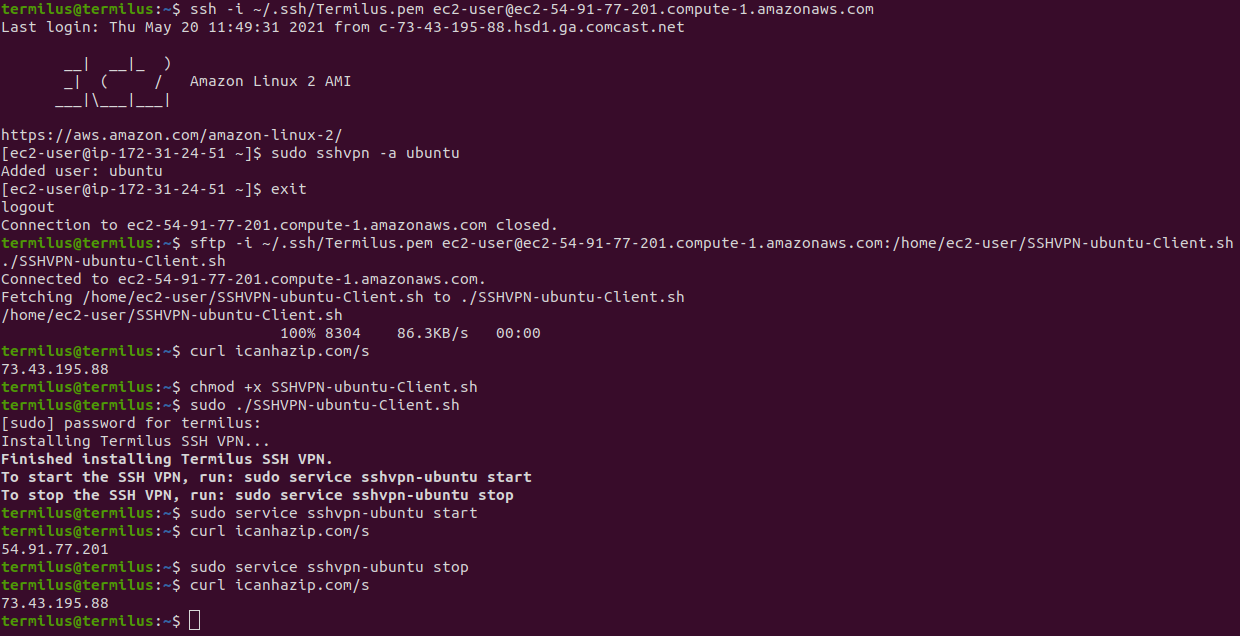 termilus@termilus:~$ ssh -i ~/.ssh/Termilus.pem ec2-user@ec2-54-91-77-201.compute-1.amazonaws.com
Last login: Thu May 20 11:49:31 2021 from c-73-43-195-88.hsd1.ga.comcast.net

       __|  __|_  )
       _|  (     /   Amazon Linux 2 AMI
      ___|\___|___|

https://aws.amazon.com/amazon-linux-2/
[ec2-user@ip-172-31-24-51 ~]$ sudo sshvpn -a ubuntu
Added user: ubuntu
[ec2-user@ip-172-31-24-51 ~]$ exit
logout
Connection to ec2-54-91-77-201.compute-1.amazonaws.com closed.
termilus@termilus:~$ sftp -i ~/.ssh/Termilus.pem ec2-user@ec2-54-91-77-201.compute-1.amazonaws.com:/home/ec2-user/SSHVPN-ubuntu-Client.sh
./SSHVPN-ubuntu-Client.sh
Connected to ec2-54-91-77-201.compute-1.amazonaws.com.
Fetching /home/ec2-user/SSHVPN-ubuntu-Client.sh to ./SSHVPN-ubuntu-Client.sh
/home/ec2-user/SSHVPN-ubuntu-Client.sh
                               100% 8304    86.3KB/s   00:00
termilus@termilus:~$ curl icanhazip.com/s
73.43.195.88
termilus@termilus:~$ chmod +x SSHVPN-ubuntu-Client.sh
termilus@termilus:~$ sudo ./SSHVPN-ubuntu-Client.sh
[sudo] password for termilus:
Installing Termilus SSH VPN...
Finished installing Termilus SSH VPN.
To start the SSH VPN, run: sudo service sshvpn-ubuntu start
To stop the SSH VPN, run: sudo service sshvpn-ubuntu stop
termilus@termilus:~$ sudo service sshvpn-ubuntu start
termilus@termilus:~$ curl icanhazip.com/s
54.91.77.201
termilus@termilus:~$ sudo service sshvpn-ubuntu stop
termilus@termilus:~$ curl icanhazip.com/s
73.43.195.88
termilus@termilus:~$